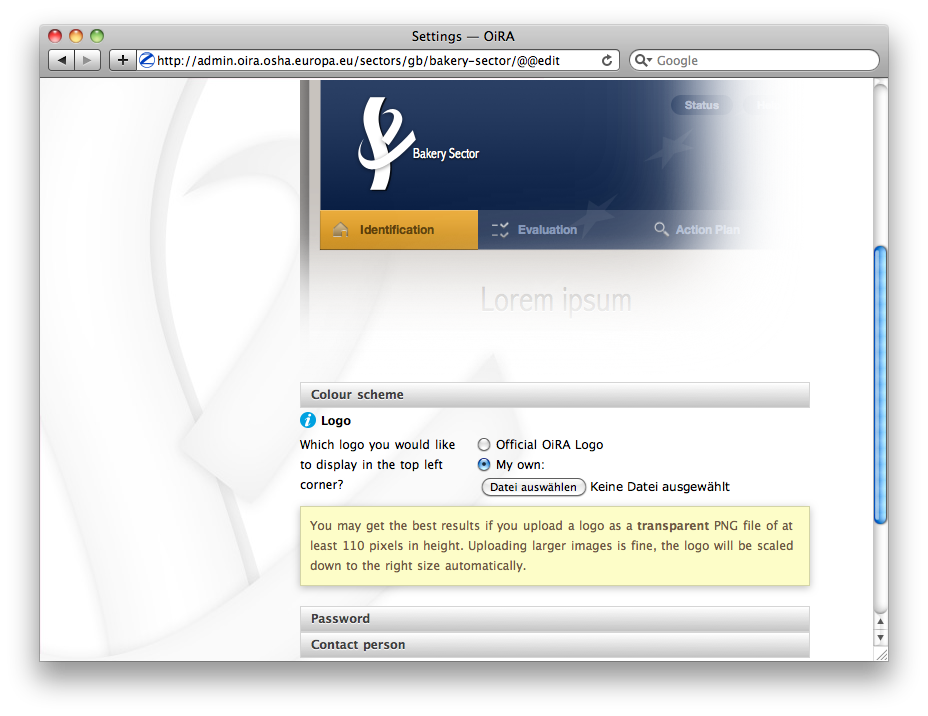 Settings — OiRA
http://admin.oira.osha.europa.eu/sectors/gb/bakery-sector/@@edit
Google
Status
Bakery Sector
Identification
Evaluation
Action Plan
Lorem ipsum
Colour scheme
Logo
Which logo you would like
to display in the top left
corner?
Official OiRA Logo
My own:
Datei auswählen Keine Datei ausgewählt
You may get the best results if you upload a logo as a transparent PNG file of at
least 110 pixels in height. Uploading larger images is fine, the logo will be scaled
down to the right size automatically.
Password
Contact person